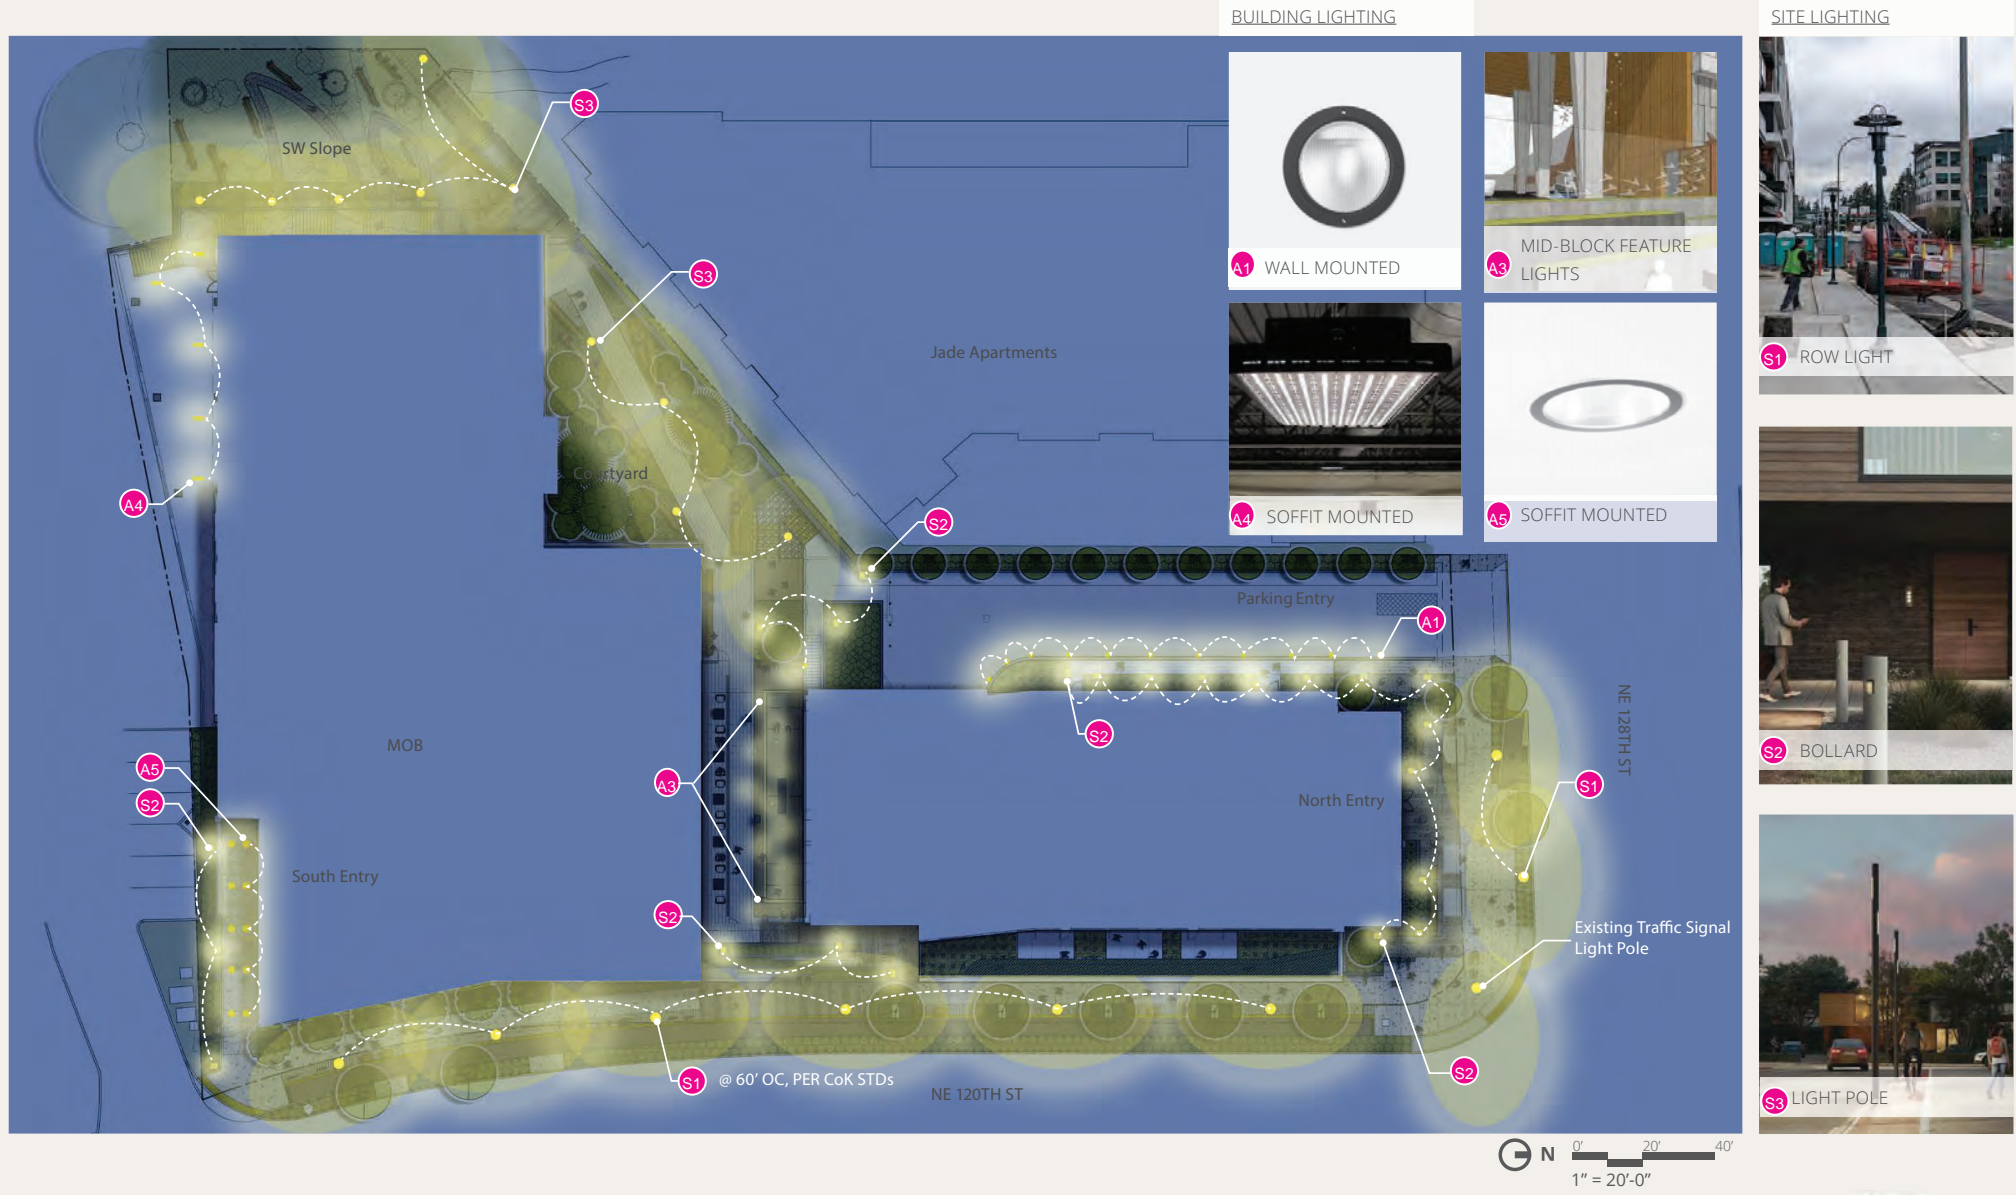 BUILDING LIGHTING
SITE LIGHTING
S3
SW Slope
A1 WALL MOUNTED
A3 MID-BLOCK FEATURE
LIGHTS
S3
Jade Apartments
S1 ROW LIGHT
Courtyard
A4
S2
A4 SOFFIT MOUNTED
A5 SOFFIT MOUNTED
Parking Entry
A1
NE 128TH ST
S2
MOB
A5
S2
A3
North Entry
S1
S2 BOLLARD
South Entry
S2
Existing Traffic Signal
Light Pole
S2
S1 @ 60' OC, PER CoK STDs
NE 120TH ST
S3 LIGHT POLE
N
0' 20' 40'
1" = 20'-0"